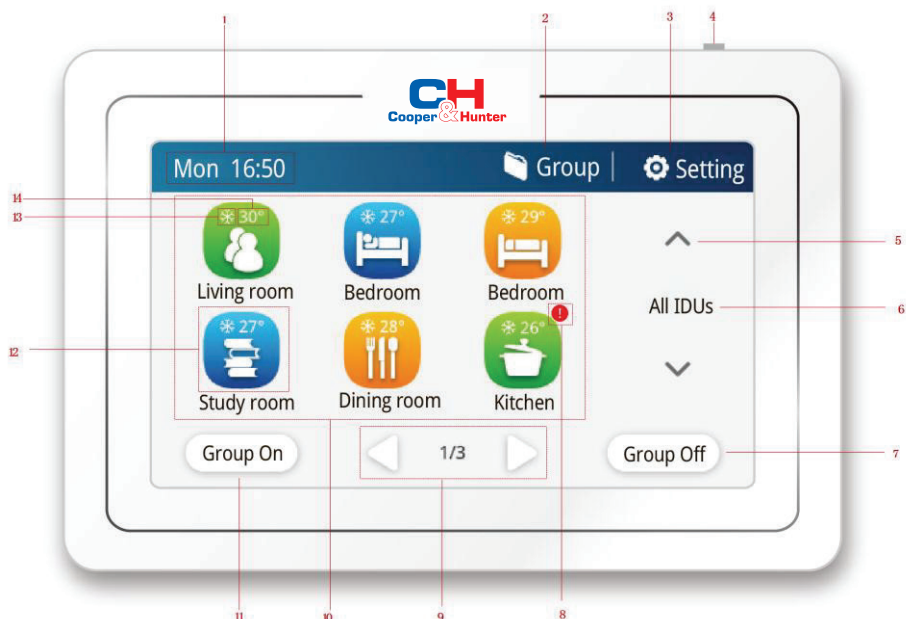 1 2 3 4
CH
Cooper & Hunter
Mon 16:50 Group Setting
14
13
30° 27° 29°
5
Living room Bedroom Bedroom
All IDUs 6
! 
27° 28° 26°
12
Study room Dining room Kitchen
Group On 1/3 Group Off 7
11 10 9 8